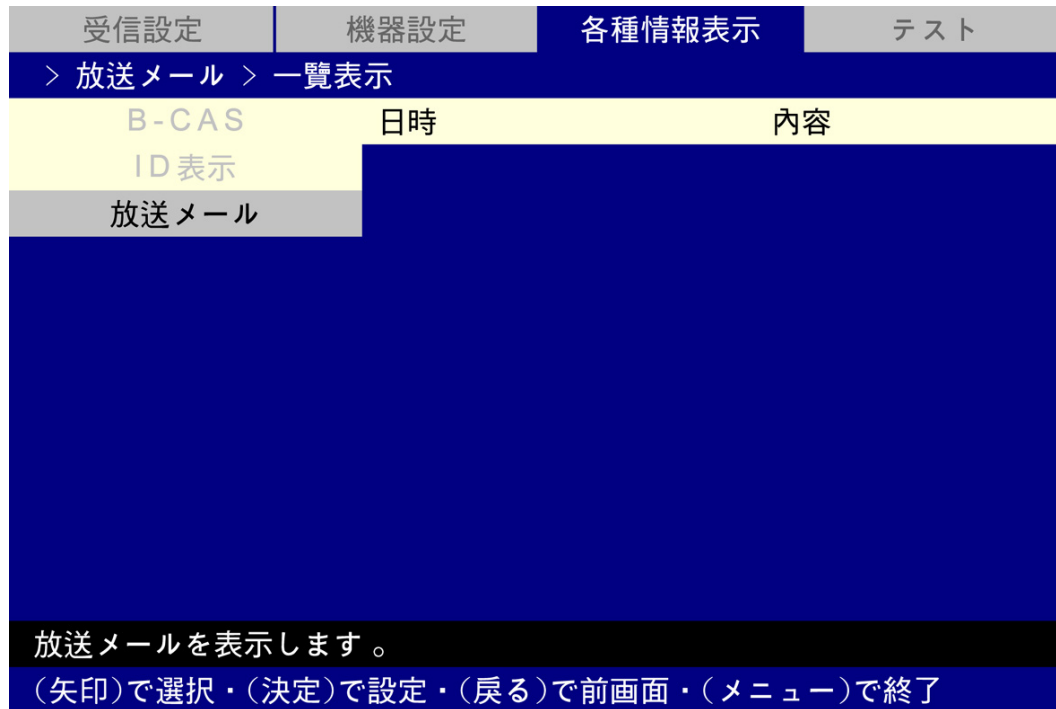 受信設定 機器設定 各種情報表示 テスト
> 放送メール > 一覽表示
B-CAS 日時 內容
ID表示
放送メール
放送メールを表示します。
(矢印)で選択・(決定)で設定・(戻る)で前画面・(メニュー)で終了